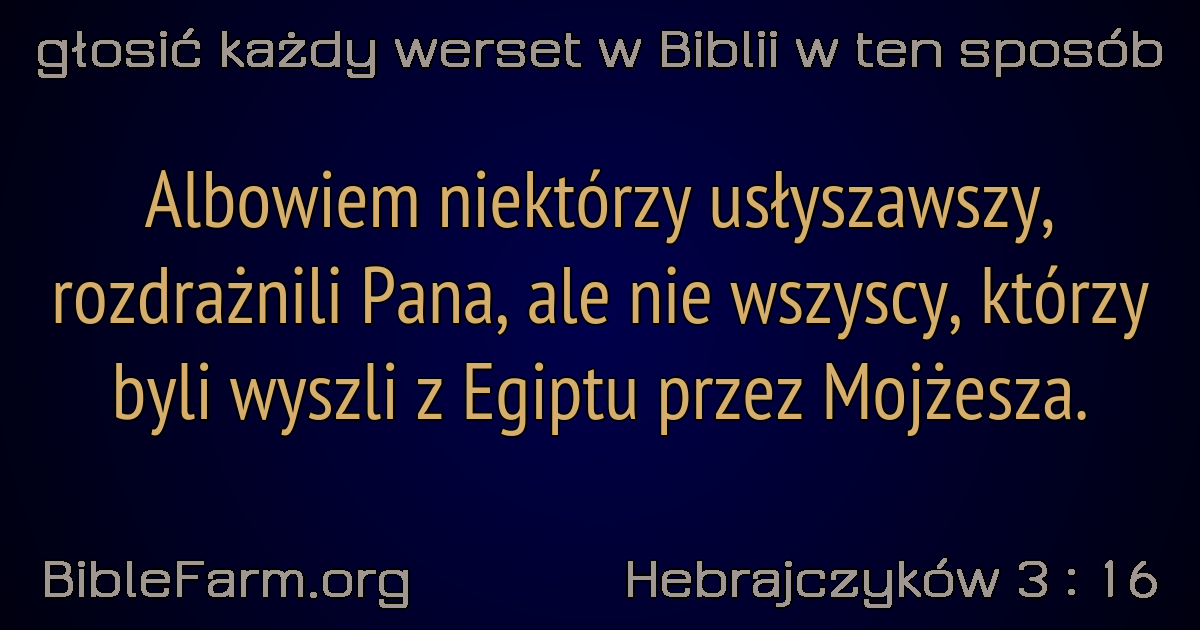 głosić każdy werset w Biblii w ten sposób
Albowiem niektórzy usłyszawszy,
rozdrażnili Pana, ale nie wszyscy, którzy
byli wyszli z Egiptu przez Mojżesza.
BibleFarm.org
Hebrajczyków 3 : 16